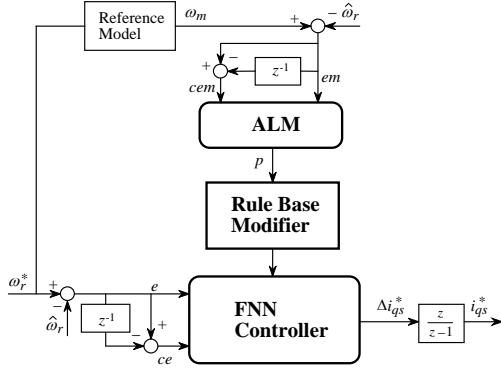 Reference
Model
ω_m
+
−
ω̂_r
+
−
z⁻¹
cem
em
ALM
p
Rule Base
Modifier
ω_r^*
+
−
ω̂_r
e
z⁻¹
+
−
ce
FNN
Controller
Δi_qs^*
z
z−1
i_qs^*